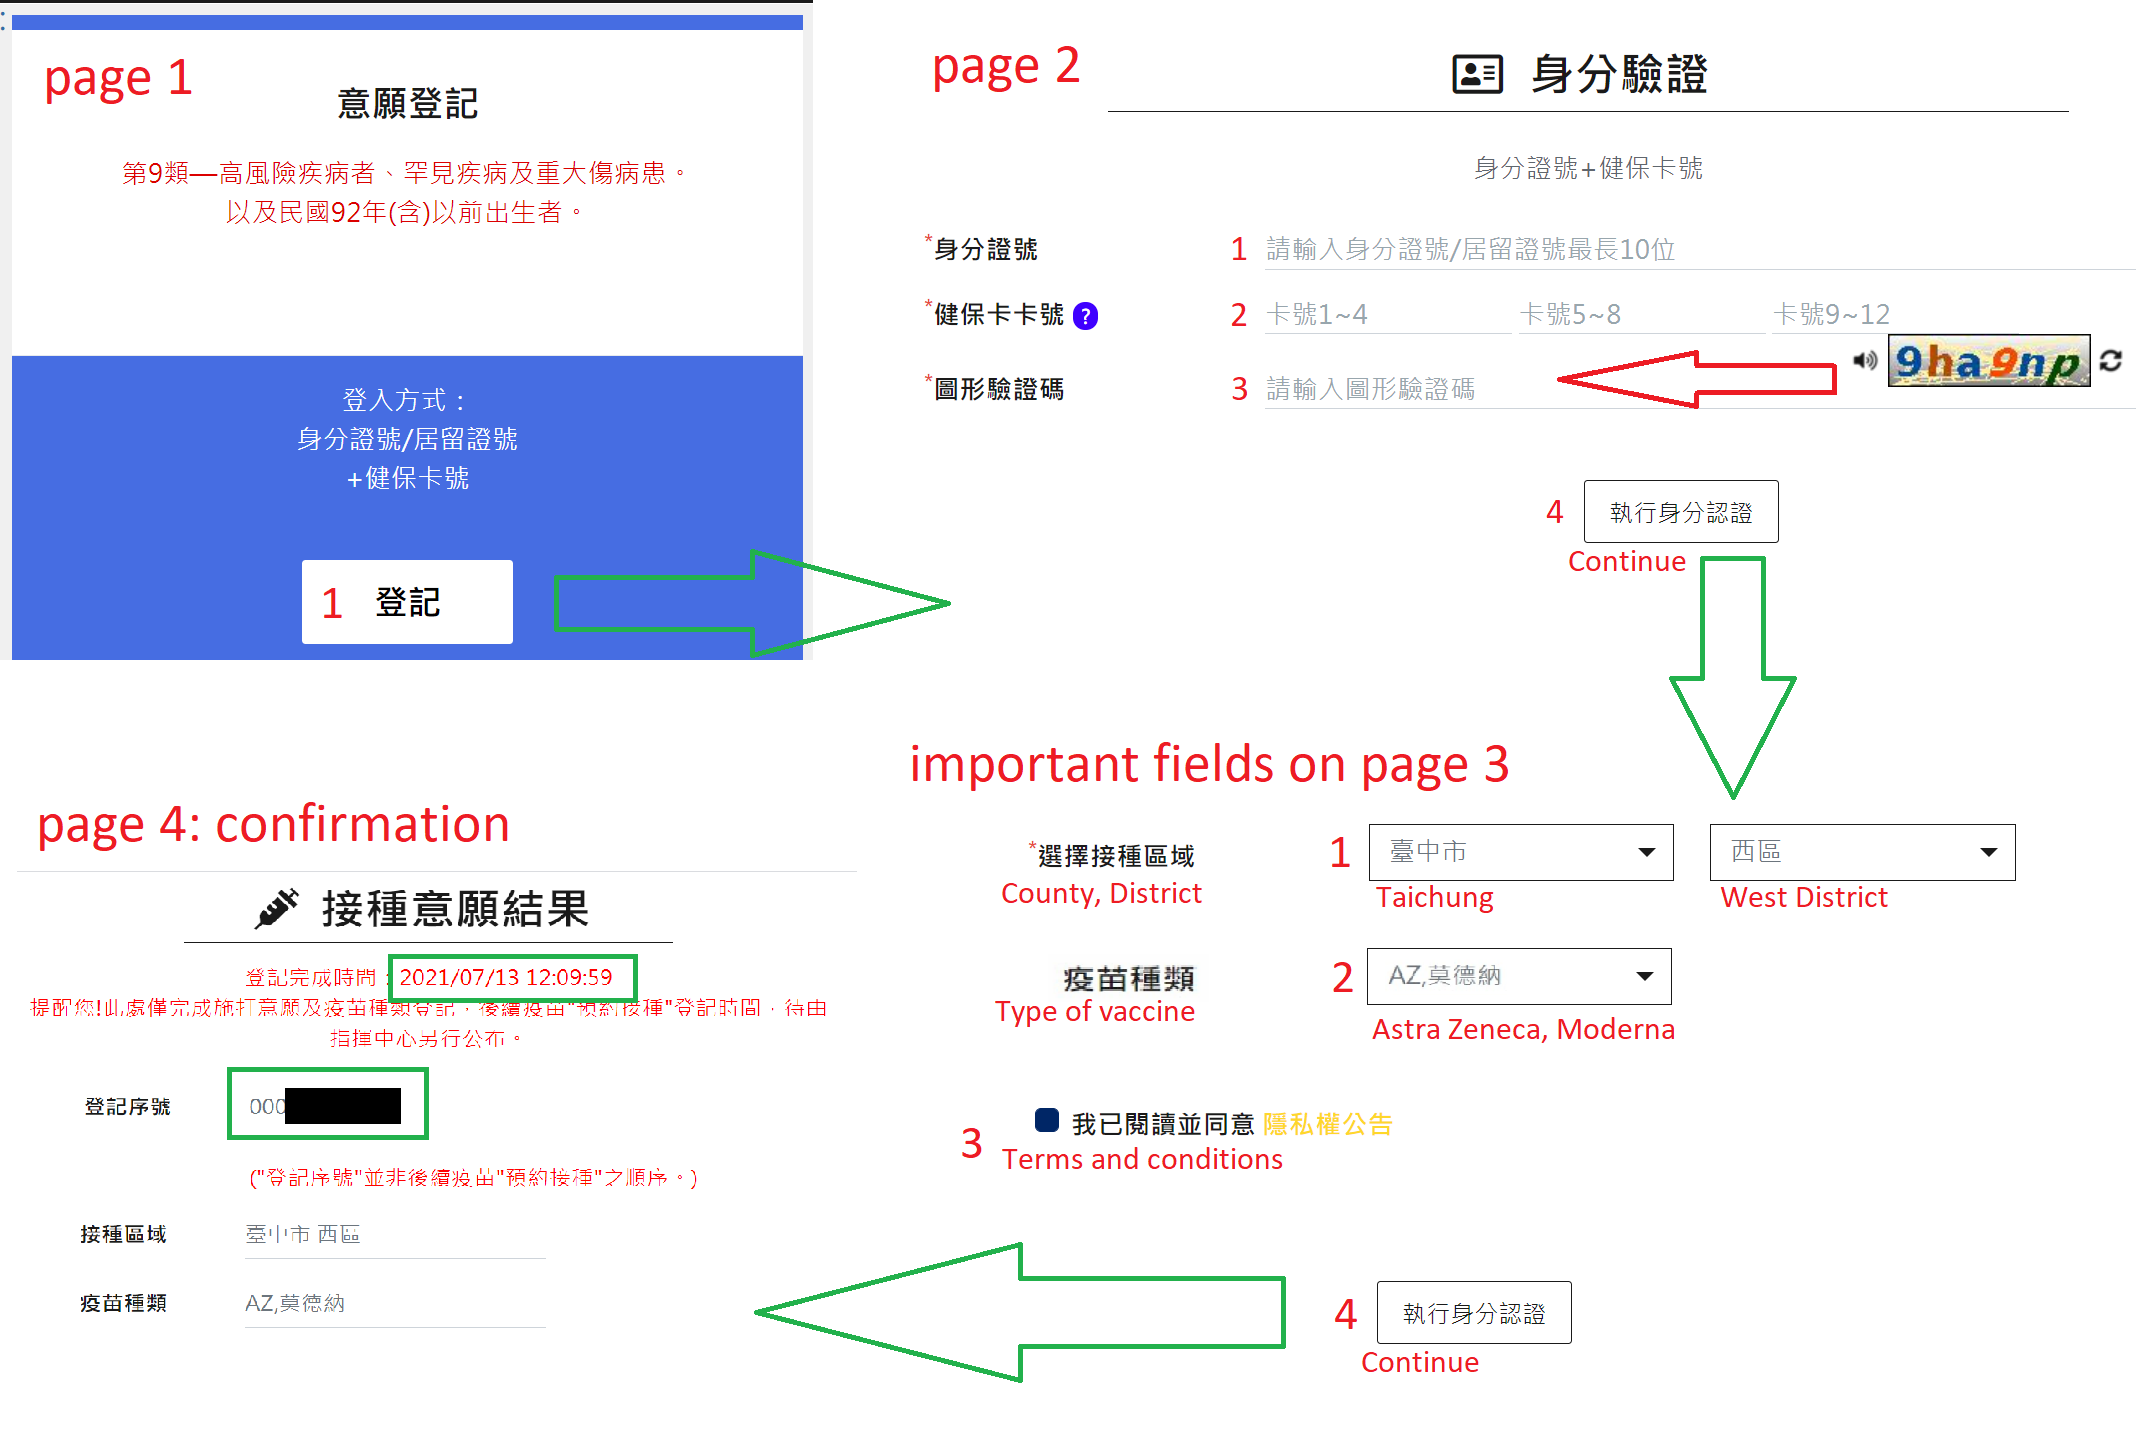 page 1
意願登記
第9類—高風險疾病者、罕見疾病及重大傷病患。
以及民國92年(含)以前出生者。
登入方式：
身分證號/居留證號
+健保卡號
1 登記
page 2
身分驗證
身分證號+健保卡號
*身分證號 1 請輸入身分證號/居留證號最長10位
*健保卡卡號 ? 2 卡號1~4 卡號5~8 卡號9~12
9ha9np
*圖形驗證碼 3 請輸入圖形驗證碼
4 執行身分認證
Continue
important fields on page 3
*選擇接種區域 1 臺中市 西區
County, District Taichung West District
疫苗種類 2 AZ,莫德納
Type of vaccine Astra Zeneca, Moderna
3 我已閱讀並同意 隱私權公告
Terms and conditions
4 執行身分認證
Continue
page 4: confirmation
接種意願結果
登記完成時間：2021/07/13 12:09:59
提醒您!此處僅完成施打意願及疫苗種類登記，後續疫苗"預約接種"登記時間，待由
指揮中心另行公布。
登記序號 000
("登記序號"並非後續疫苗"預約接種"之順序。)
接種區域 臺中市 西區
疫苗種類 AZ,莫德納